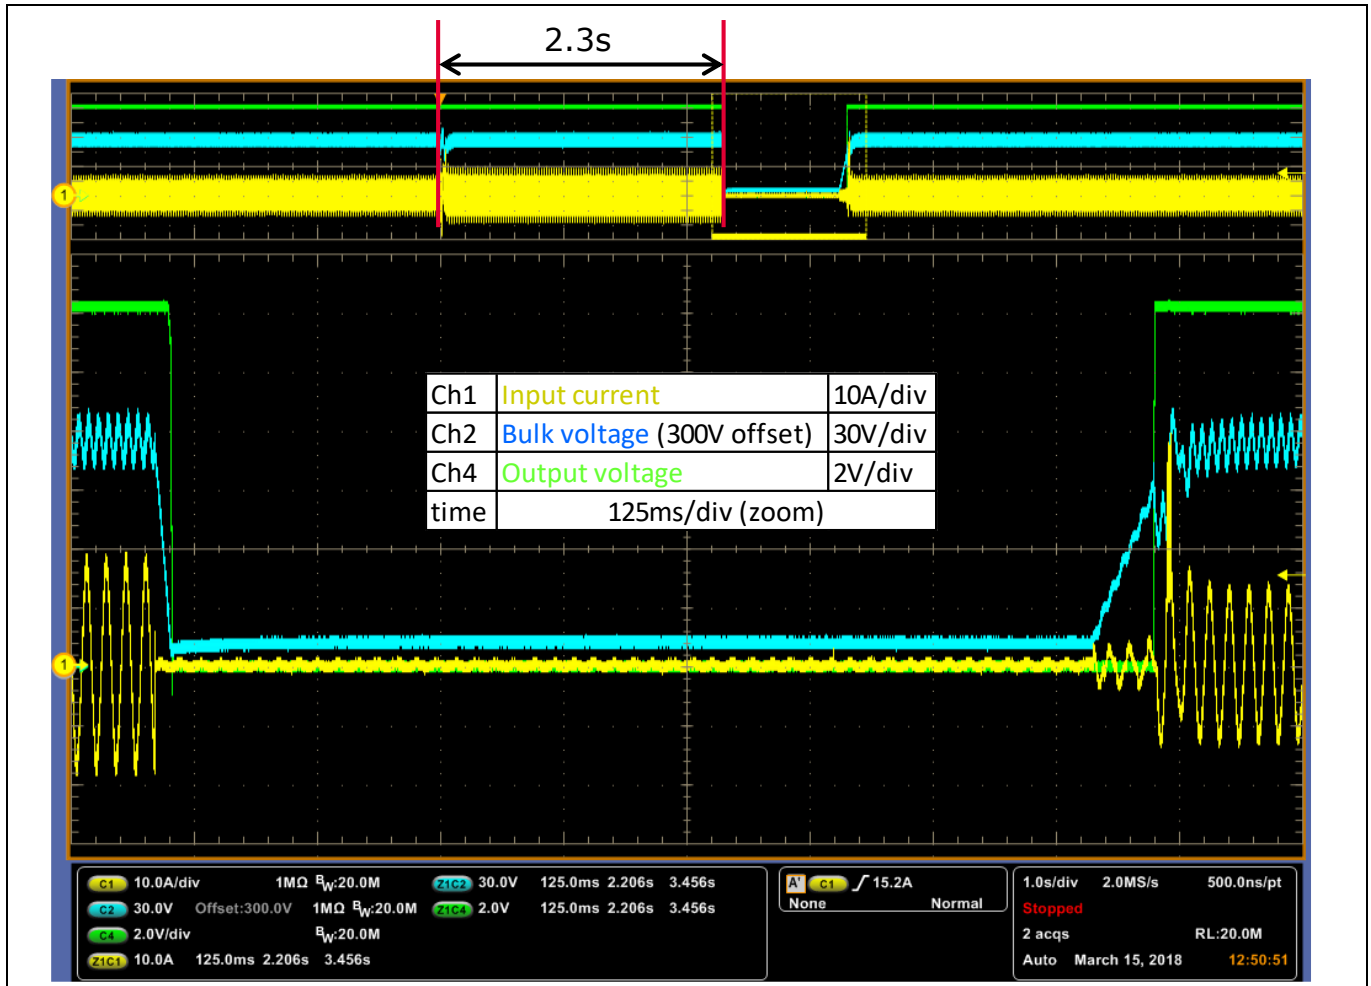 2.3s
1
1
Ch1 Input current 10A/div
Ch2 Bulk voltage (300V offset) 30V/div
Ch4 Output voltage 2V/div
time 125ms/div (zoom)
C1 10.0A/div 1MΩ BW:20.0M Z1C2 30.0V 125.0ms 2.206s 3.456s
C2 30.0V Offset:300.0V 1MΩ BW:20.0M Z1C4 2.0V 125.0ms 2.206s 3.456s
C4 2.0V/div BW:20.0M
Z1C1 10.0A 125.0ms 2.206s 3.456s
A' C1 15.2A
None Normal
1.0s/div 2.0MS/s 500.0ns/pt
Stopped
2 acqs RL:20.0M
Auto March 15, 2018 12:50:51